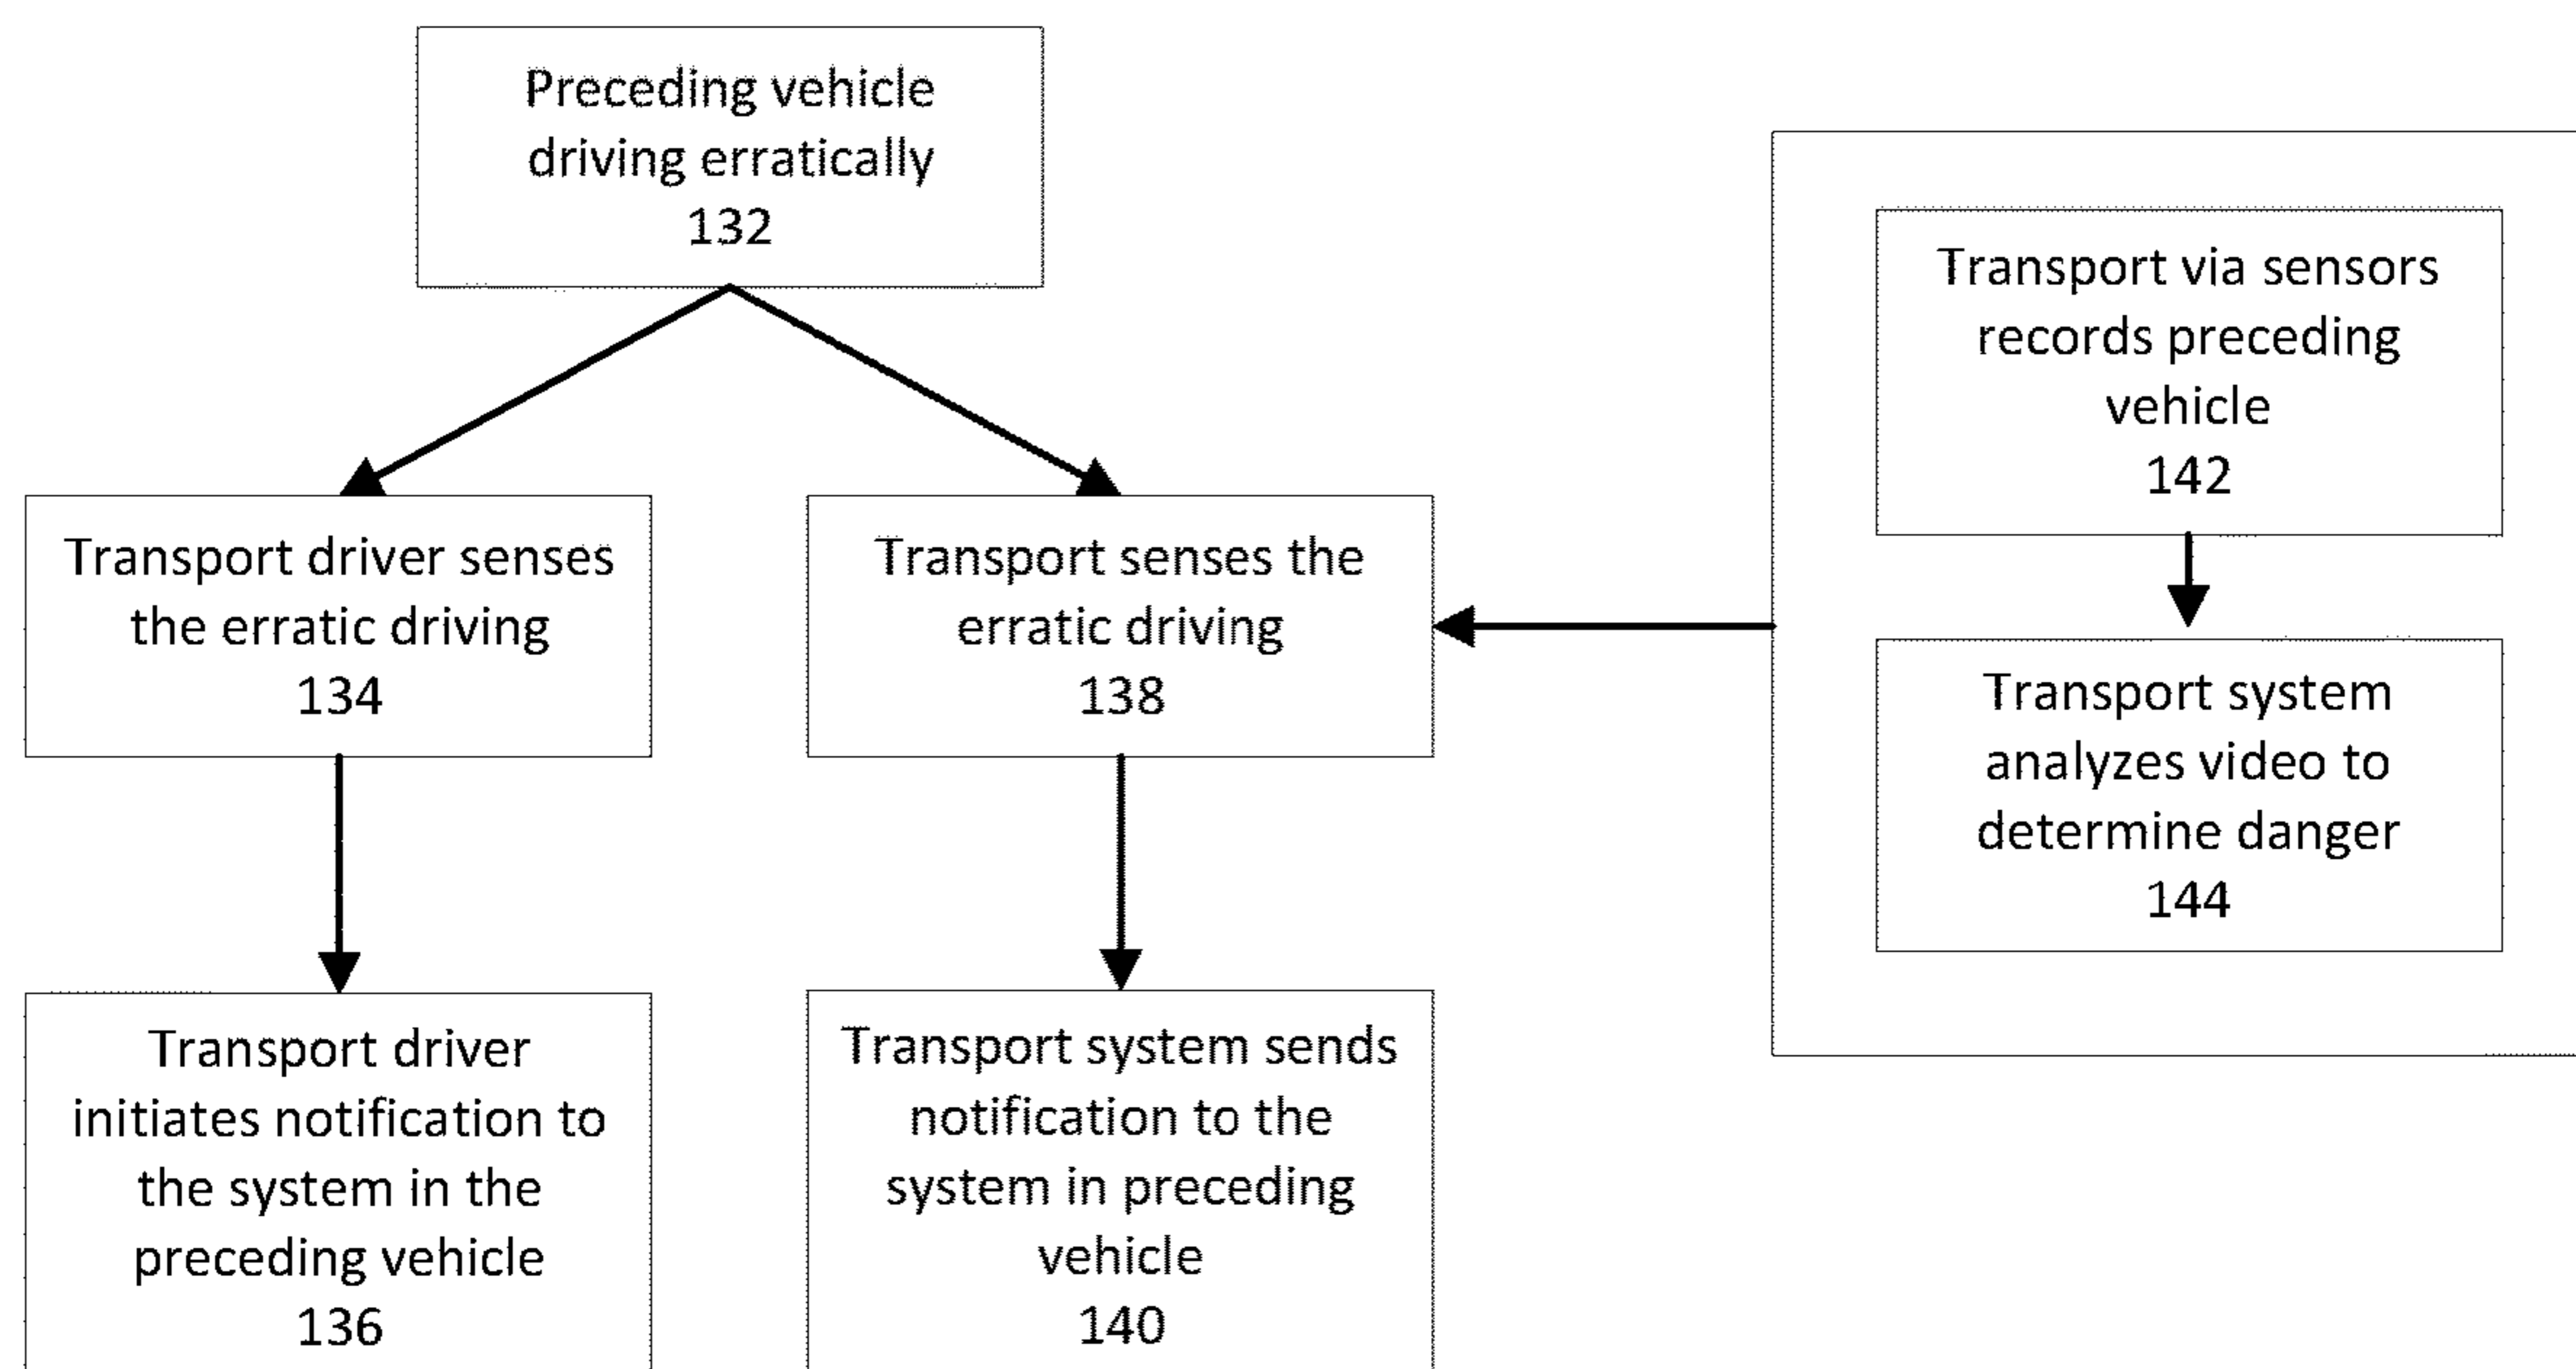 Preceding vehicle
driving erratically
132
Transport driver senses
the erratic driving
134
Transport senses the
erratic driving
138
Transport via sensors
records preceding
vehicle
142
Transport system
analyzes video to
determine danger
144
Transport driver
initiates notification to
the system in the
preceding vehicle
136
Transport system sends
notification to the
system in preceding
vehicle
140